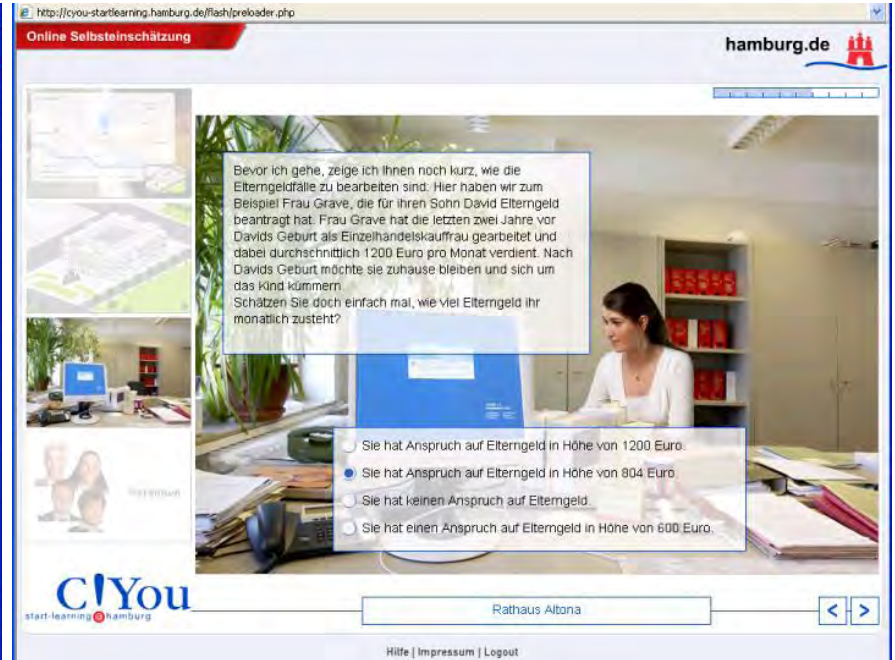 http://cyou-startlearning.hamburg.de/flash/preloader.php
Online Selbsteinschätzung
hamburg.de
Bevor ich gehe, zeige ich Ihnen noch kurz, wie die
Elterngeldfälle zu bearbeiten sind: Hier haben wir zum
Beispiel Frau Grave, die für ihren Sohn David Elterngeld
beantragt hat. Frau Grave hat die letzten zwei Jahre vor
Davids Geburt als Einzelhandelskauffrau gearbeitet und
dabei durchschnittlich 1200 Euro pro Monat verdient. Nach
Davids Geburt möchte sie zuhause bleiben und sich um
das Kind kümmern.
Schätzen Sie doch einfach mal, wie viel Elterngeld ihr
monatlich zusteht?
Sie hat Anspruch auf Elterngeld in Höhe von 1200 Euro.
Sie hat Anspruch auf Elterngeld in Höhe von 804 Euro.
Sie hat keinen Anspruch auf Elterngeld.
Sie hat einen Anspruch auf Elterngeld in Höhe von 600 Euro.
C!You
start-learning@hamburg
Rathaus Altona
< >
Hilfe | Impressum | Logout